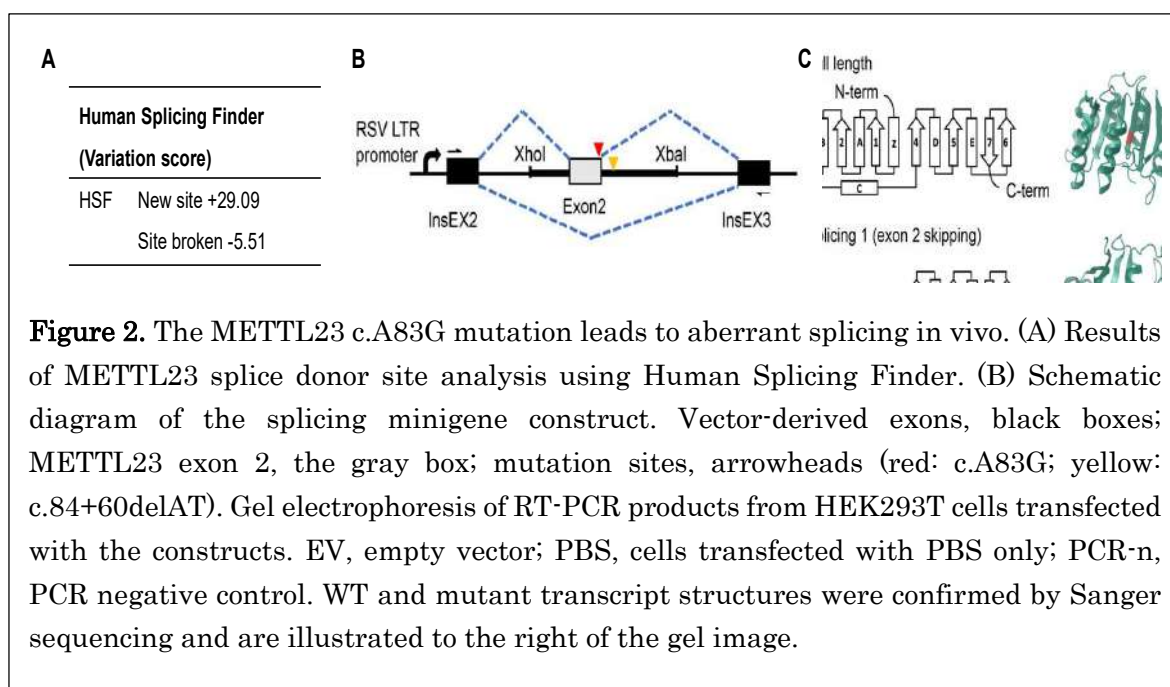 A
Human Splicing Finder
(Variation score)
HSF New site +29.09
Site broken -5.51
B
RSV LTR
promoter
XhoI
XbaI
InsEX2
Exon2
InsEX3
C
ll length
N-term
2
A
1
Z
4
D
5
E
7
6
C
C-term
licing 1 (exon 2 skipping)
Figure 2. The METTL23 c.A83G mutation leads to aberrant splicing in vivo. (A) Results
of METTL23 splice donor site analysis using Human Splicing Finder. (B) Schematic
diagram of the splicing minigene construct. Vector-derived exons, black boxes;
METTL23 exon 2, the gray box; mutation sites, arrowheads (red: c.A83G; yellow:
c.84+60delAT). Gel electrophoresis of RT-PCR products from HEK293T cells transfected
with the constructs. EV, empty vector; PBS, cells transfected with PBS only; PCR-n,
PCR negative control. WT and mutant transcript structures were confirmed by Sanger
sequencing and are illustrated to the right of the gel image.